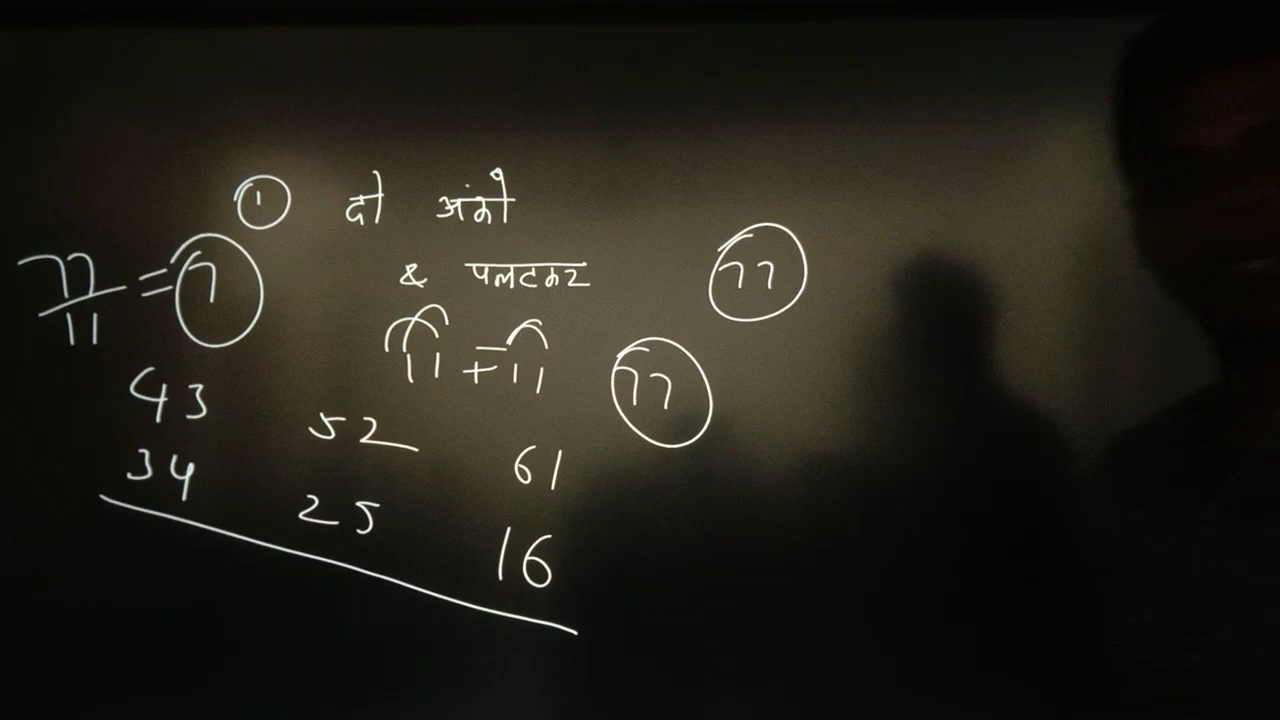 ① दो अंको
77/11 = 7
& पलटकर
77
11 ± 11
77
43 52 61
34 25 16